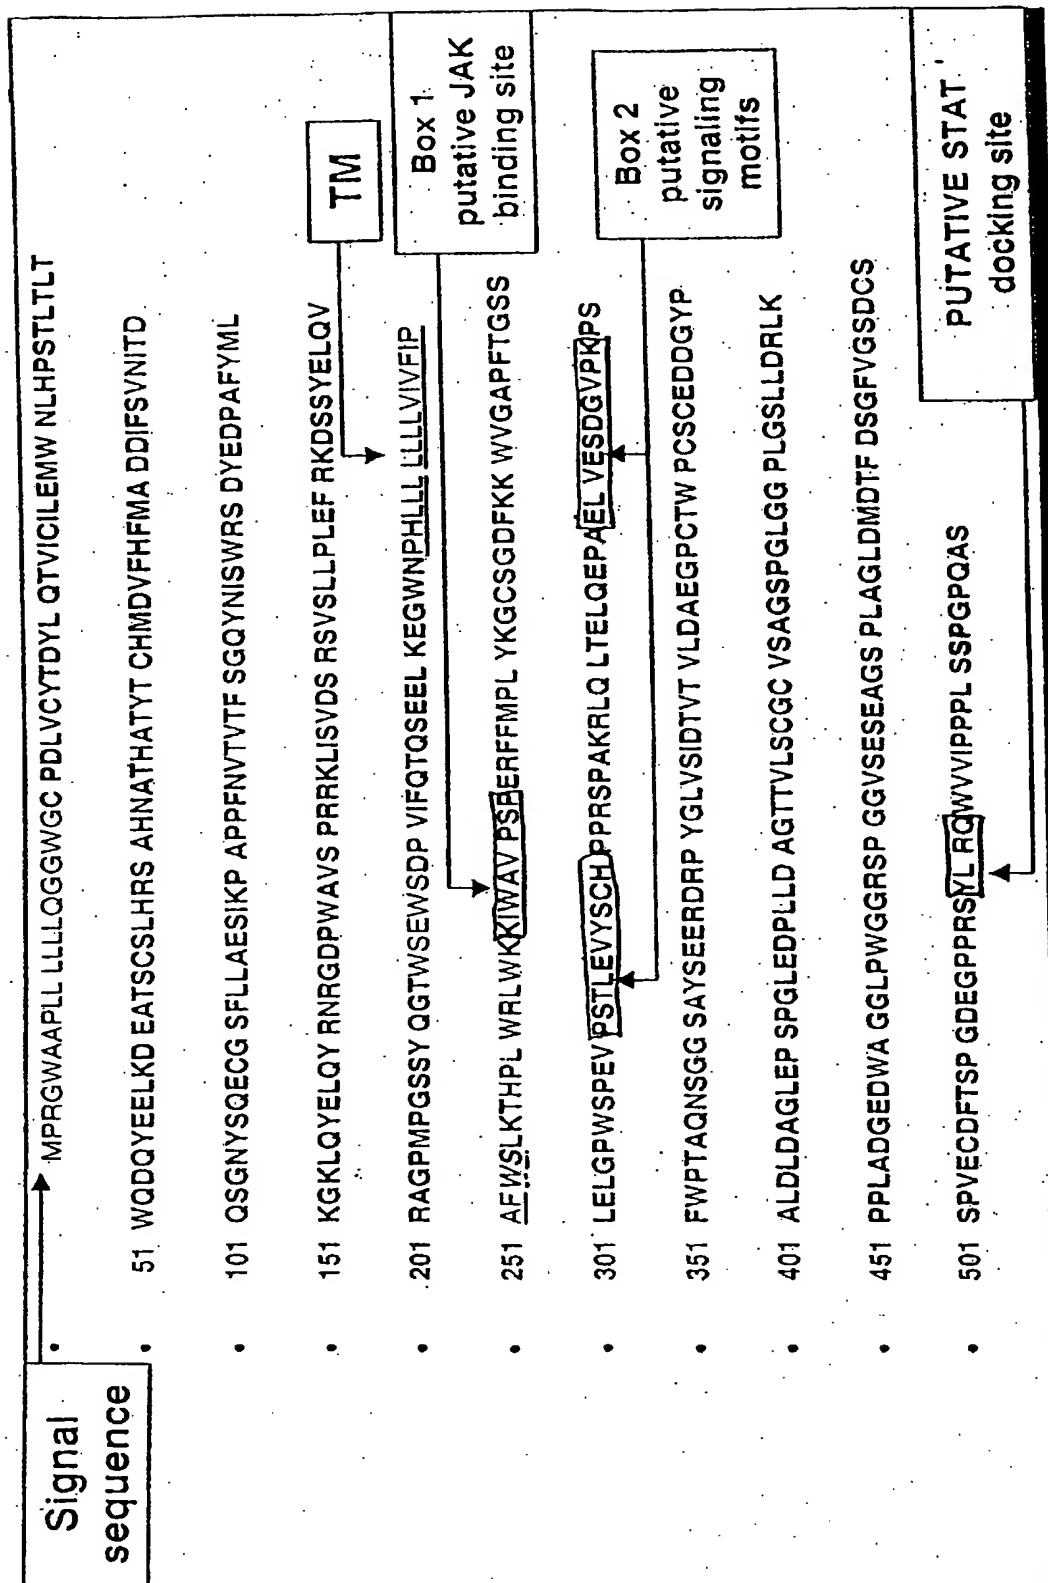 Signal
sequence
MPRGWAAPLL LLLLQGGWGC PDLVCYTDYL QTVICILEMW NLHPSTLTLT
51 WQDQYEELKD EATSCSLHRS AHNATHATYT CHMDVFHFMA DDIFSVNITD
101 QSGNYSQECG SFLLAESIKP APPFNVTVTF SGQYNISWRS DYEDPAFYML
151 KGKLQYELQY RNRGDPWAVS PRRKLISVDS RSVSLLPLEF RKDSSYELQV
TM
201 RAGPMPGSSY QGTWSEWSDP VIFQTQSEEL KEGWNPHLLL LLLLVIVFIP
Box 1
putative JAK
binding site
251 AFWSLKTHPL WRLWKKIWAV PSPERFFMPL YKGCSGDFKK WVGAPFTGSS
301 LELGPWSPEV PSTLEVYSCH PPRSPAKRLQ LTELQEPAEL VESDGVPKPS
Box 2
putative
signaling
motifs
351 FWPTAQNSGG SAYSEERDRP YGLVSIDTVT VLDAEGPCTW PCSCEDDGYP
401 ALDLDAGLEP SPGLEDPLLD AGTTVLSCGC VSAGSPGLGG PLGSLLDRLK
451 PPLADGEDWA GGLPWGGRSP GGVSESEAGS PLAGLDMDTF DSGFVGSDCS
501 SPVECDFTSP GDEGPPRSYL RQWVVIPPPL SSPGPQAS
PUTATIVE STAT
docking site